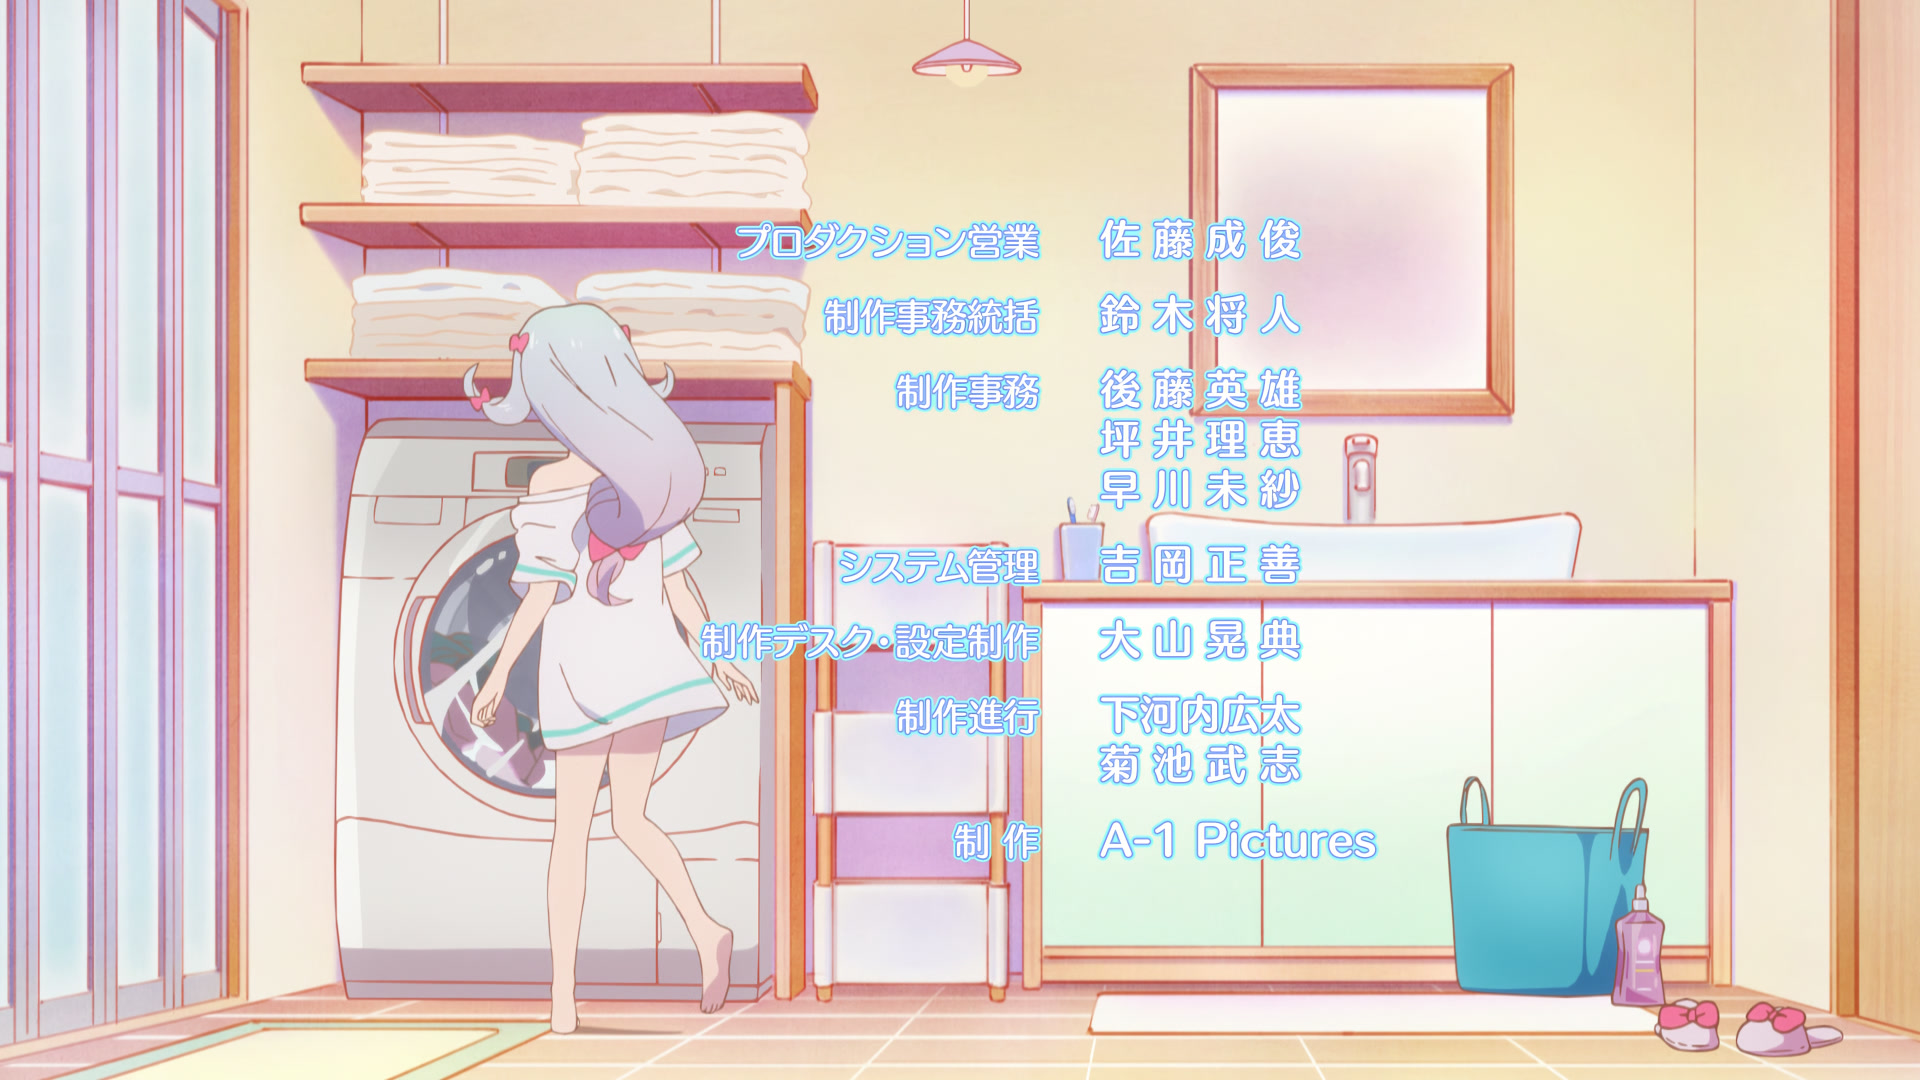 プロダクション営業 佐藤成俊
制作事務統括 鈴木将人
制作事務 後藤英雄
坪井理恵
早川未紗
システム管理 吉岡正善
制作デスク・設定制作 大山晃典
制作進行 下河内広太
菊池武志
制作 A-1 Pictures